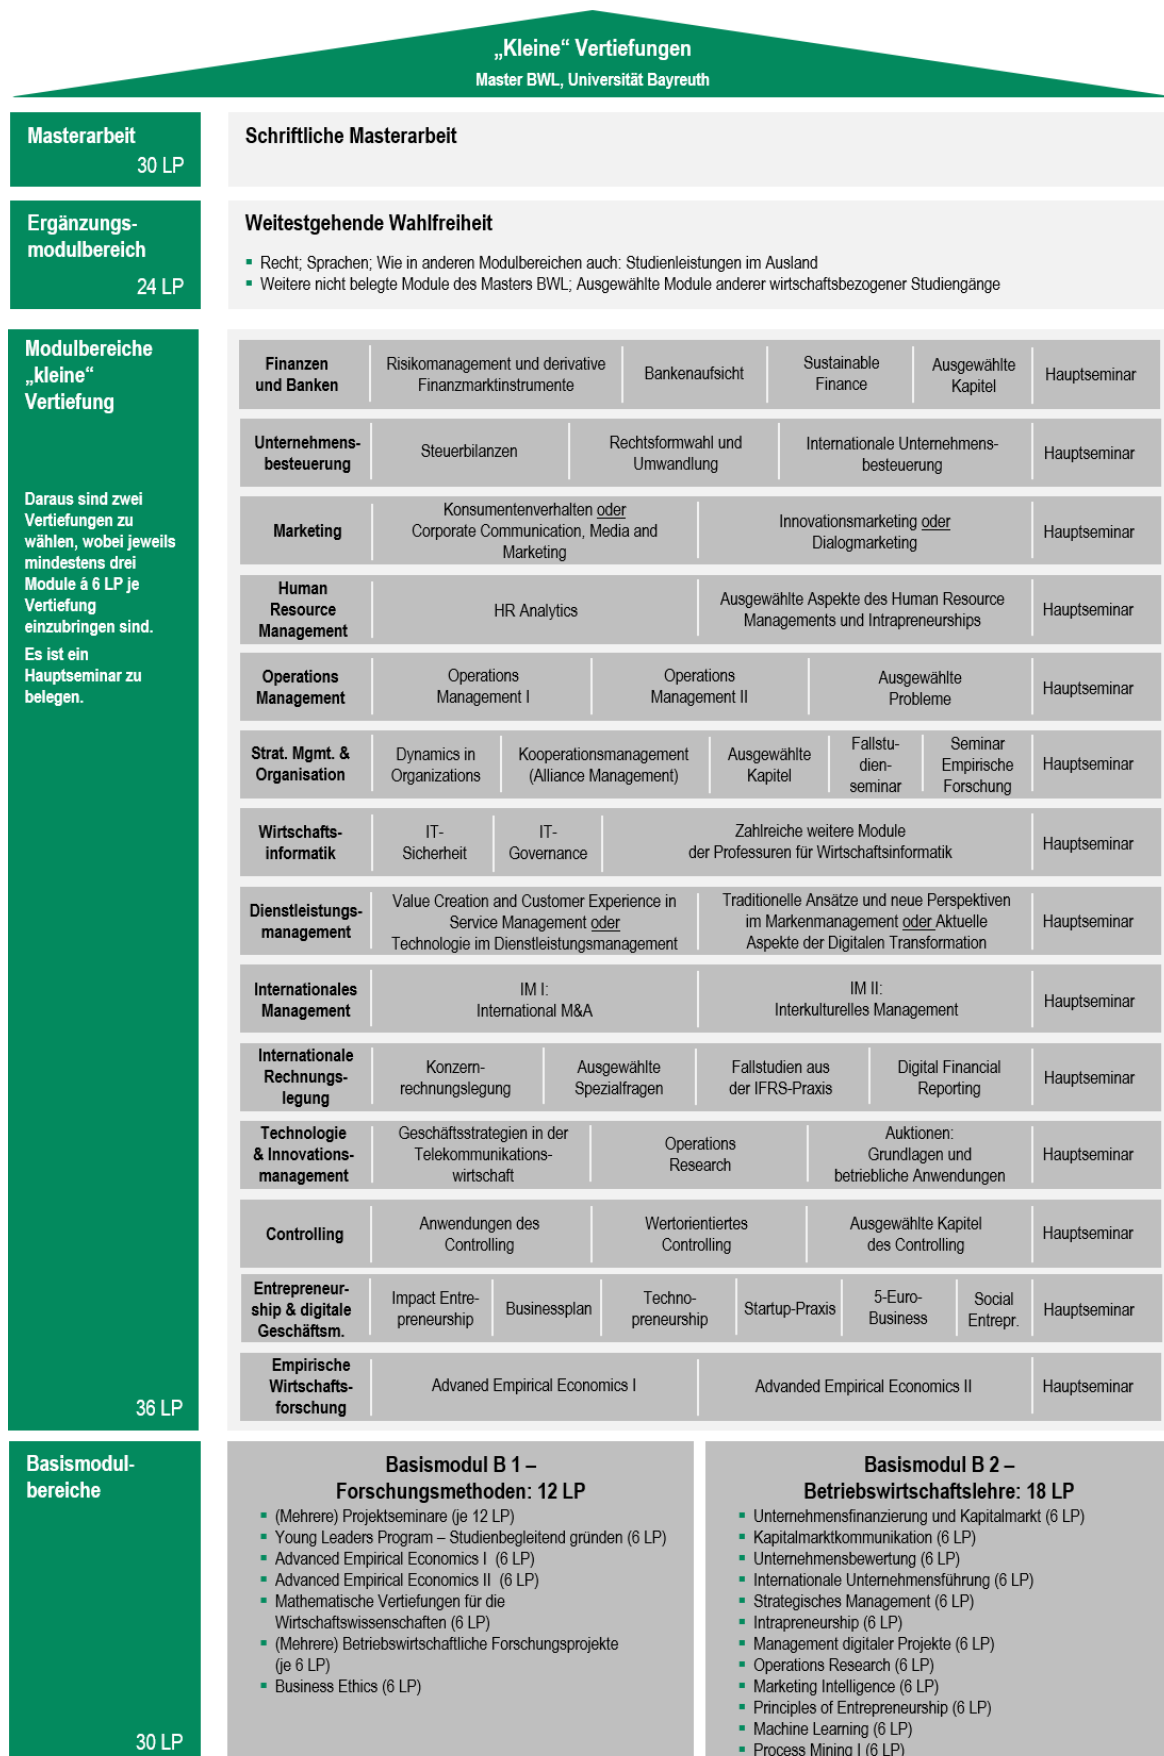 „Kleine“ Vertiefungen
Master BWL, Universität Bayreuth
Masterarbeit
30 LP
Schriftliche Masterarbeit
Ergänzungs-
modulbereich
24 LP
Weitestgehende Wahlfreiheit
▪ Recht; Sprachen; Wie in anderen Modulbereichen auch: Studienleistungen im Ausland
▪ Weitere nicht belegte Module des Masters BWL; Ausgewählte Module anderer wirtschaftsbezogener Studiengänge
Modulbereiche
„kleine“
Vertiefung
Daraus sind zwei
Vertiefungen zu
wählen, wobei jeweils
mindestens drei
Module á 6 LP je
Vertiefung
einzubringen sind.
Es ist ein
Hauptseminar zu
belegen.
36 LP
Finanzen
und Banken
Risikomanagement und derivative
Finanzmarktinstrumente
Bankenaufsicht
Sustainable
Finance
Ausgewählte
Kapitel
Hauptseminar
Unternehmens-
besteuerung
Steuerbilanzen
Rechtsformwahl und
Umwandlung
Internationale Unternehmens-
besteuerung
Hauptseminar
Marketing
Konsumentenverhalten oder
Corporate Communication, Media and
Marketing
Innovationsmarketing oder
Dialogmarketing
Hauptseminar
Human
Resource
Management
HR Analytics
Ausgewählte Aspekte des Human Resource
Managements und Intrapreneurships
Hauptseminar
Operations
Management
Operations
Management I
Operations
Management II
Ausgewählte
Probleme
Hauptseminar
Strat. Mgmt. &
Organisation
Dynamics in
Organizations
Kooperationsmanagement
(Alliance Management)
Ausgewählte
Kapitel
Fallstu-
dien-
seminar
Seminar
Empirische
Forschung
Hauptseminar
Wirtschafts-
informatik
IT-
Sicherheit
IT-
Governance
Zahlreiche weitere Module
der Professuren für Wirtschaftsinformatik
Hauptseminar
Dienstleistungs-
management
Value Creation and Customer Experience in
Service Management oder
Technologie im Dienstleistungsmanagement
Traditionelle Ansätze und neue Perspektiven
im Markenmanagement oder Aktuelle
Aspekte der Digitalen Transformation
Hauptseminar
Internationales
Management
IM I:
International M&A
IM II:
Interkulturelles Management
Hauptseminar
Internationale
Rechnungs-
legung
Konzern-
rechnungslegung
Ausgewählte
Spezialfragen
Fallstudien aus
der IFRS-Praxis
Digital Financial
Reporting
Hauptseminar
Technologie
& Innovations-
management
Geschäftsstrategien in der
Telekommunikations-
wirtschaft
Operations
Research
Auktionen:
Grundlagen und
betriebliche Anwendungen
Hauptseminar
Controlling
Anwendungen des
Controlling
Wertorientiertes
Controlling
Ausgewählte Kapitel
des Controlling
Hauptseminar
Entrepreneur-
ship & digitale
Geschäftsm.
Impact Entre-
preneurship
Businessplan
Techno-
preneurship
Startup-Praxis
5-Euro-
Business
Social
Entrepr.
Hauptseminar
Empirische
Wirtschafts-
forschung
Advaned Empirical Economics I
Advanded Empirical Economics II
Hauptseminar
Basismodul-
bereiche
30 LP
Basismodul B 1 –
Forschungsmethoden: 12 LP
▪ (Mehrere) Projektseminare (je 12 LP)
▪ Young Leaders Program – Studienbegleitend gründen (6 LP)
▪ Advanced Empirical Economics I (6 LP)
▪ Advanced Empirical Economics II (6 LP)
▪ Mathematische Vertiefungen für die
Wirtschaftswissenschaften (6 LP)
▪ (Mehrere) Betriebswirtschaftliche Forschungsprojekte
(je 6 LP)
▪ Business Ethics (6 LP)
Basismodul B 2 –
Betriebswirtschaftslehre: 18 LP
▪ Unternehmensfinanzierung und Kapitalmarkt (6 LP)
▪ Kapitalmarktkommunikation (6 LP)
▪ Unternehmensbewertung (6 LP)
▪ Internationale Unternehmensführung (6 LP)
▪ Strategisches Management (6 LP)
▪ Intrapreneurship (6 LP)
▪ Management digitaler Projekte (6 LP)
▪ Operations Research (6 LP)
▪ Marketing Intelligence (6 LP)
▪ Principles of Entrepreneurship (6 LP)
▪ Machine Learning (6 LP)
▪ Process Mining I (6 LP)